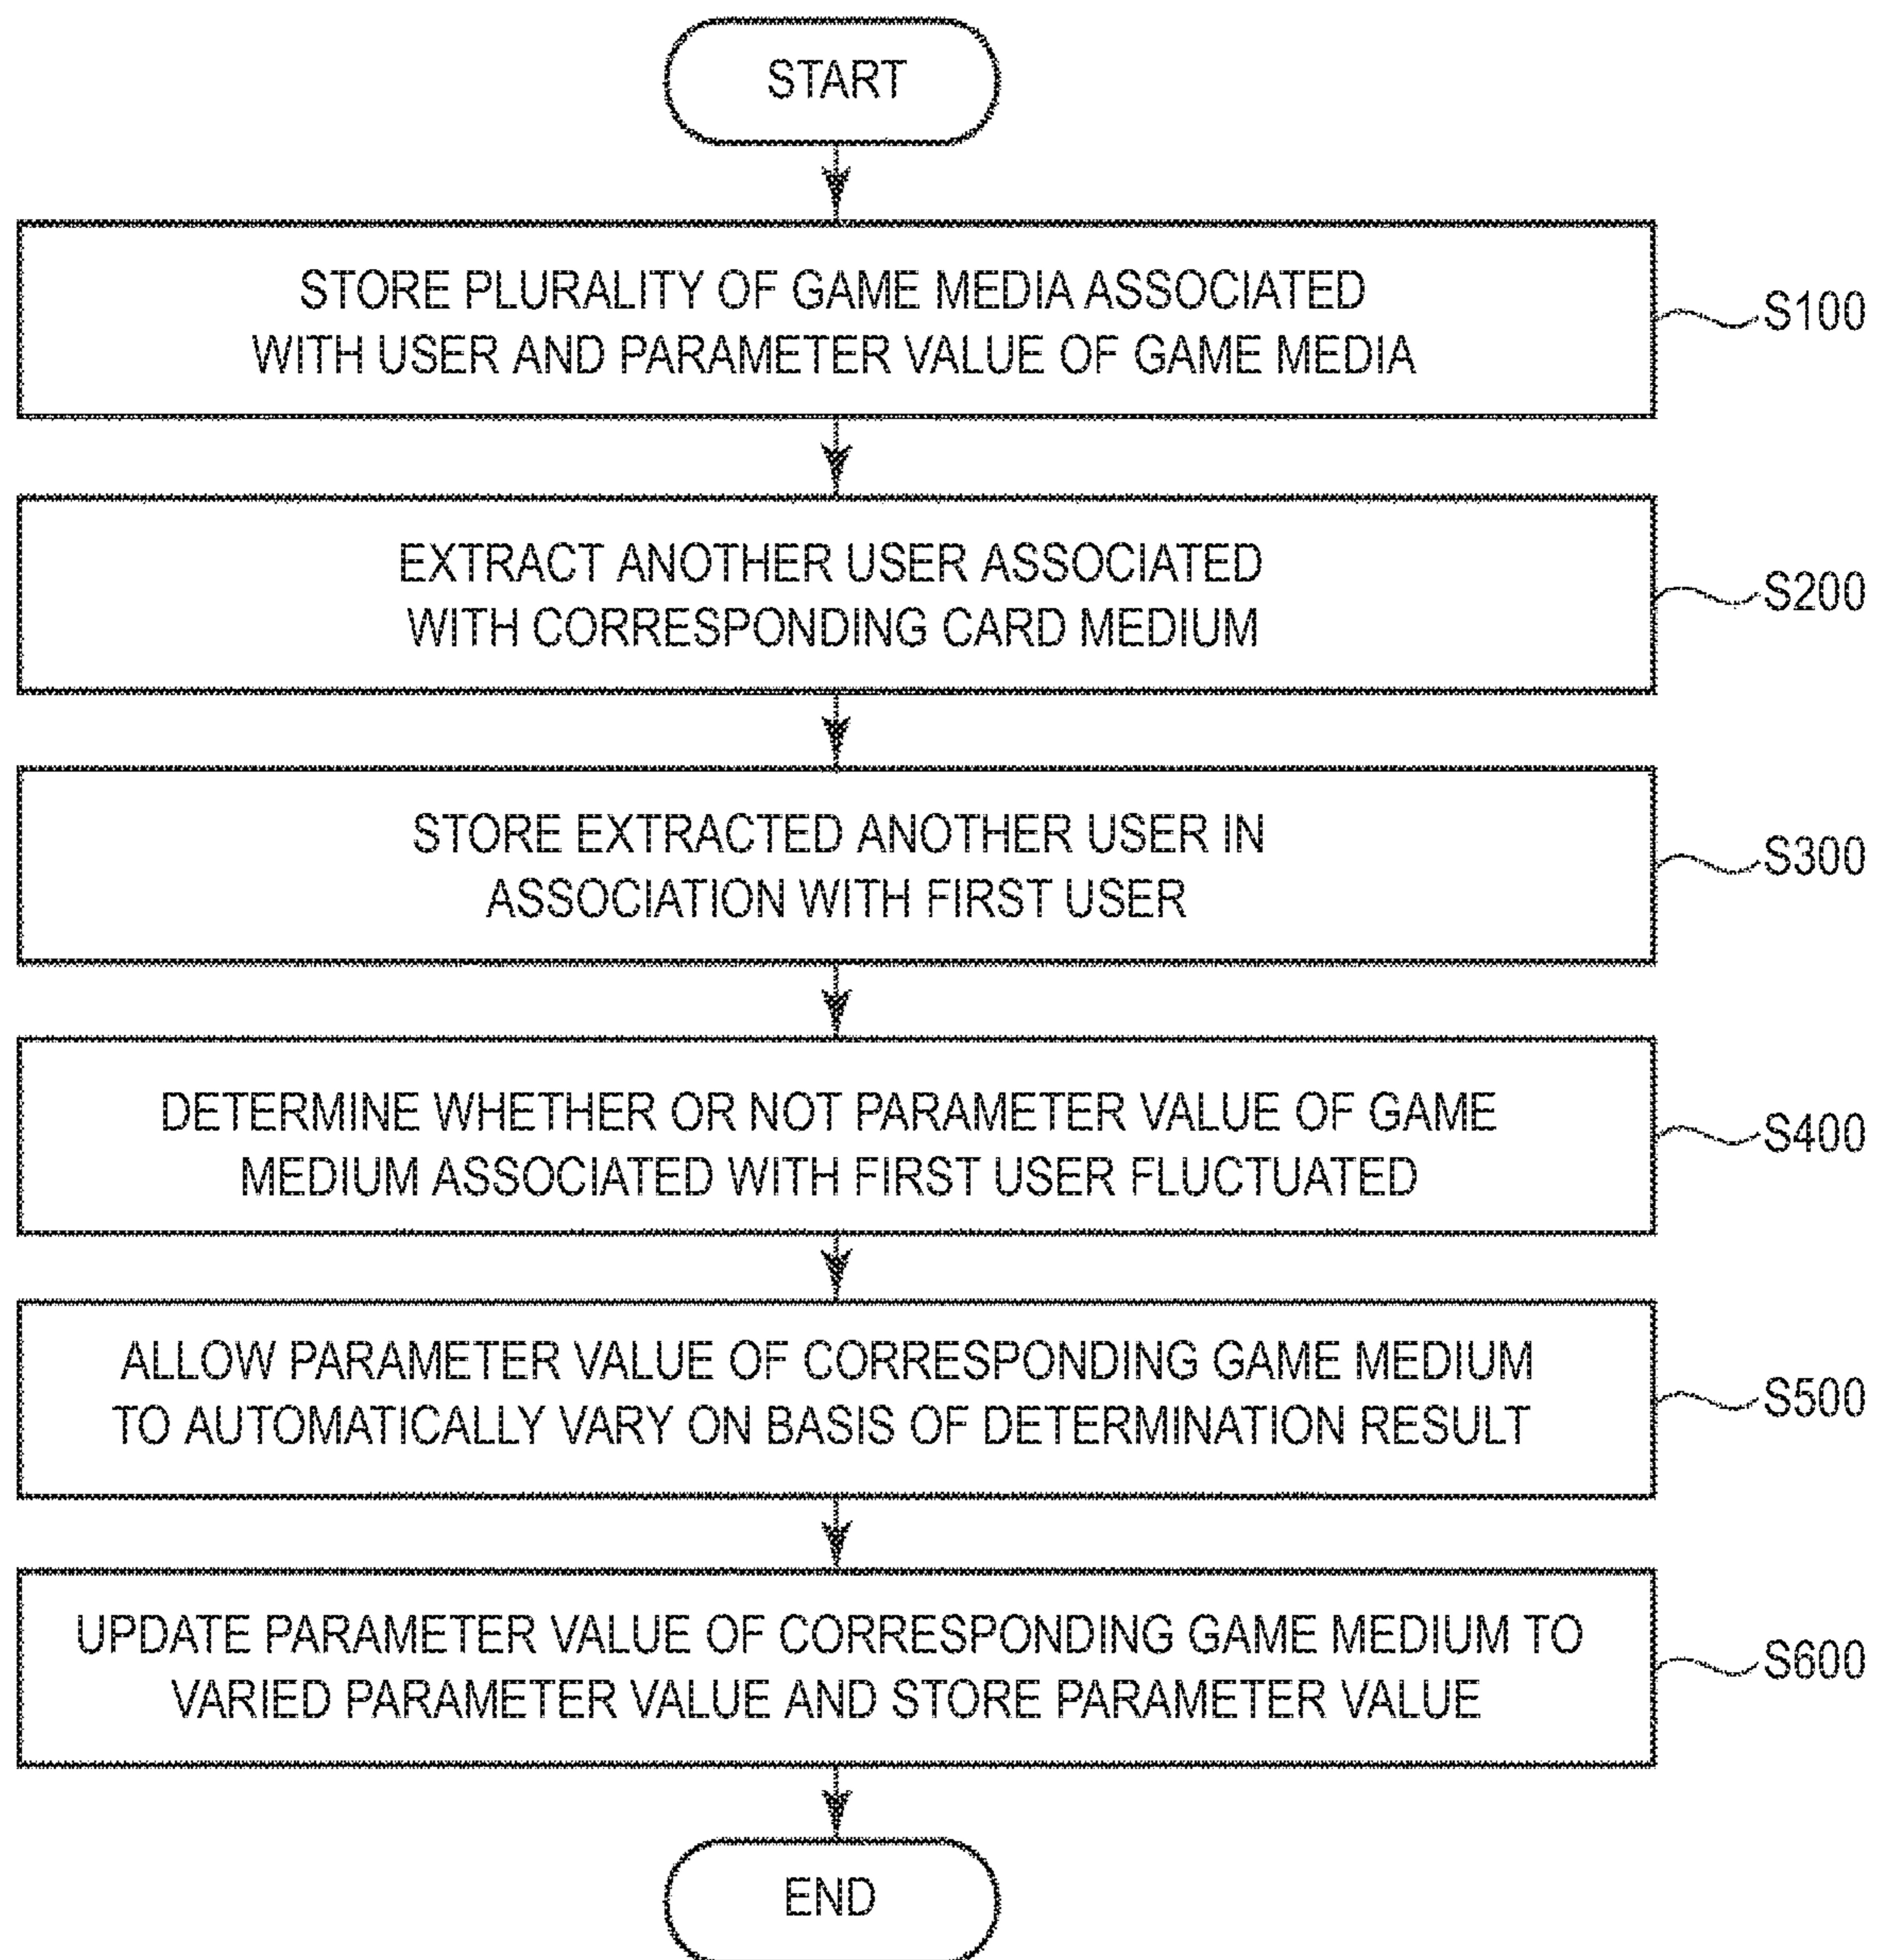 START
STORE PLURALITY OF GAME MEDIA ASSOCIATED
WITH USER AND PARAMETER VALUE OF GAME MEDIA
S100
EXTRACT ANOTHER USER ASSOCIATED
WITH CORRESPONDING CARD MEDIUM
S200
STORE EXTRACTED ANOTHER USER IN
ASSOCIATION WITH FIRST USER
S300
DETERMINE WHETHER OR NOT PARAMETER VALUE OF GAME
MEDIUM ASSOCIATED WITH FIRST USER FLUCTUATED
S400
ALLOW PARAMETER VALUE OF CORRESPONDING GAME MEDIUM
TO AUTOMATICALLY VARY ON BASIS OF DETERMINATION RESULT
S500
UPDATE PARAMETER VALUE OF CORRESPONDING GAME MEDIUM TO
VARIED PARAMETER VALUE AND STORE PARAMETER VALUE
S600
END